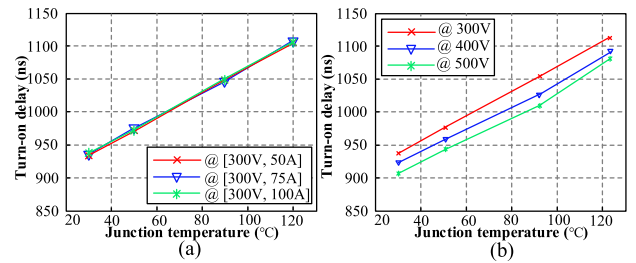 1150
1100
1050
1000
950
900
850
Turn-on delay (ns)
@ [300V, 50A]
@ [300V, 75A]
@ [300V, 100A]
20 40 60 80 100 120
Junction temperature (℃)
(a)
1150
1100
1050
1000
950
900
850
Turn-on delay (ns)
@ 300V
@ 400V
@ 500V
20 40 60 80 100 120
Junction temperature (℃)
(b)